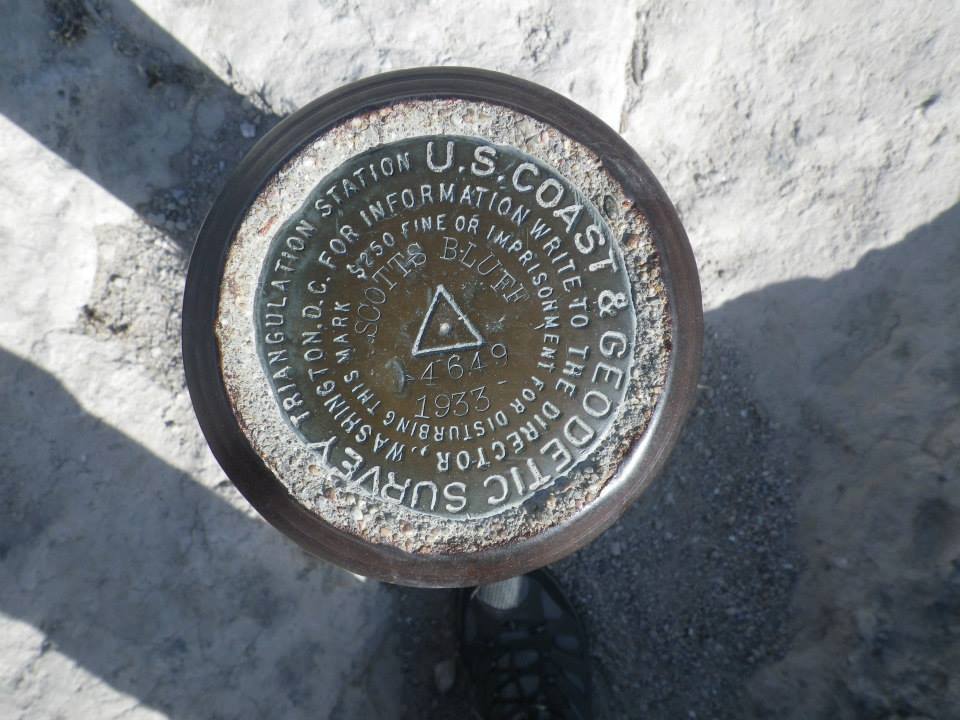 U.S. COAST & GEODETIC SURVEY
TRIANGULATION STATION
FOR INFORMATION WRITE TO THE DIRECTOR, WASHINGTON, D.C.
$250 FINE OR IMPRISONMENT FOR DISTURBING THIS MARK
SCOTTS BLUFF
4649
1933